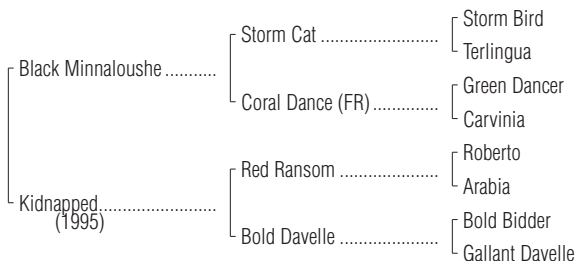 Storm Bird
Storm Cat ........................
Terlingua
Black Minnaloushe ...........
Green Dancer
Coral Dance (FR) ..............
Carvinia
Roberto
Red Ransom ....................
Arabia
Kidnapped.........................
(1995)
Bold Bidder
Bold Davelle ....................
Gallant Davelle